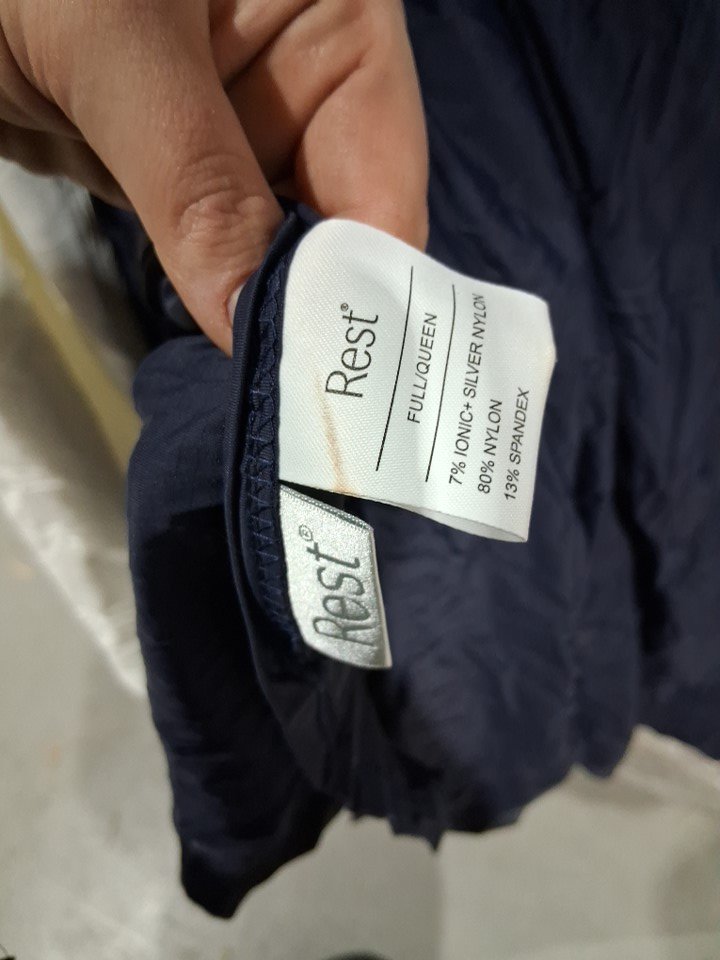 Rest®
FULL/QUEEN
7% IONIC+ SILVER NYLON
80% NYLON
13% SPANDEX
Rest®